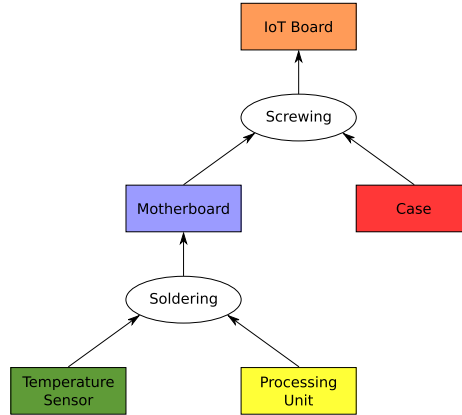 IoT Board
Screwing
Motherboard
Case
Soldering
Temperature
Sensor
Processing
Unit